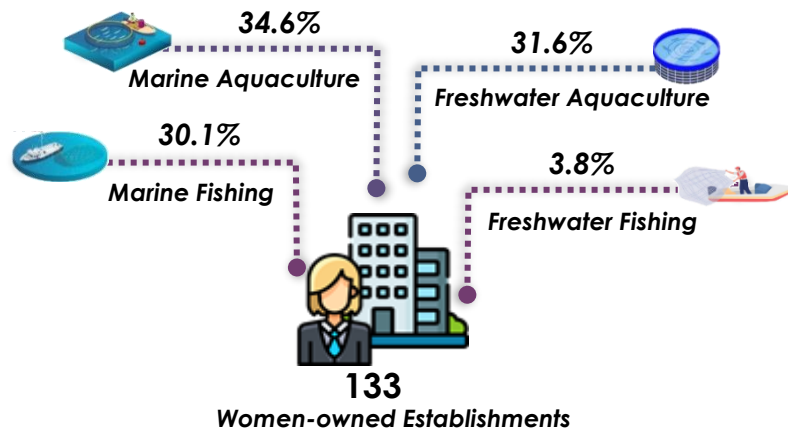 34.6%
Marine Aquaculture
31.6%
Freshwater Aquaculture
30.1%
Marine Fishing
3.8%
Freshwater Fishing
133
Women-owned Establishments